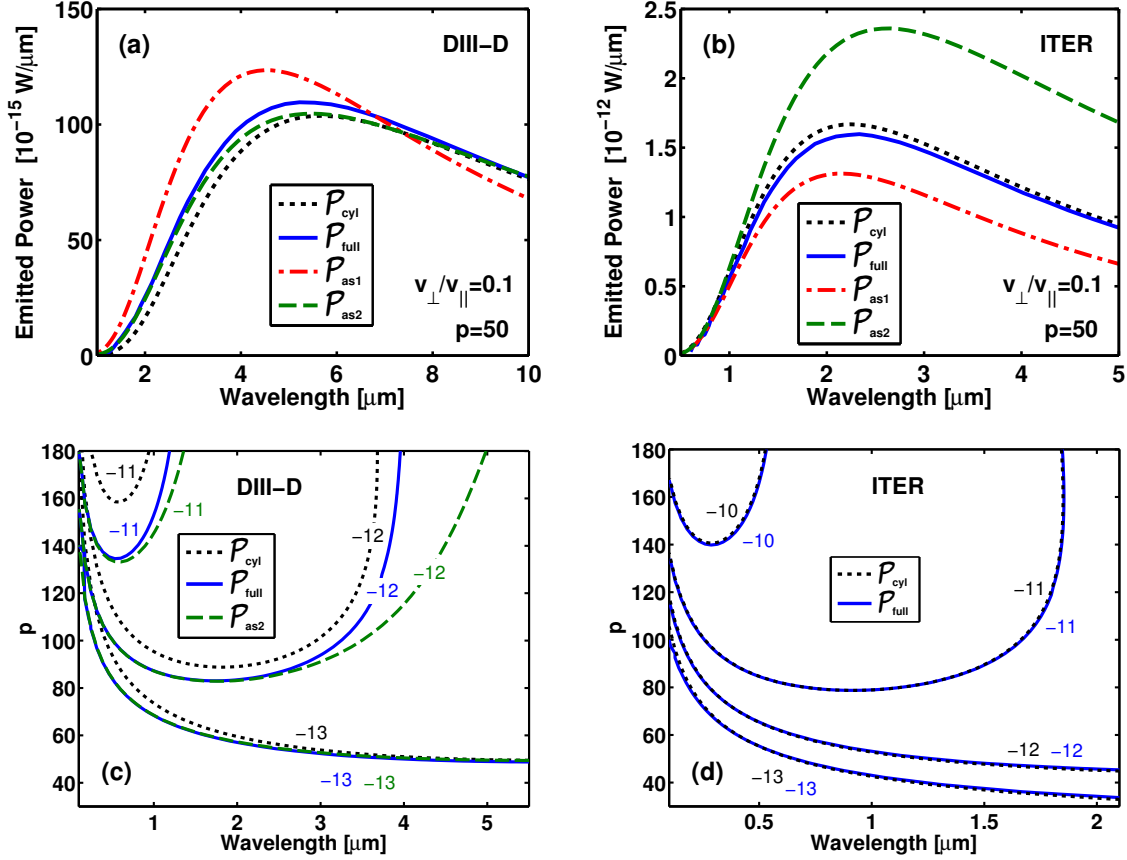 (a)
DIII−D
150
100
50
0
Emitted Power [10−15 W/μm]
𝒫cyl
𝒫full
𝒫as1
𝒫as2
v⊥/v||=0.1
p=50
2
4
6
8
10
Wavelength [μm]
(b)
ITER
2.5
2
1.5
1
0.5
0
Emitted Power [10−12 W/μm]
𝒫cyl
𝒫full
𝒫as1
𝒫as2
v⊥/v||=0.1
p=50
1
2
3
4
5
Wavelength [μm]
180
160
140
120
100
80
60
40
p
DIII−D
−11
−11
−11
𝒫cyl
𝒫full
𝒫as2
−12
−12
−12
−13
−13
−13
(c)
1
2
3
4
5
Wavelength [μm]
180
160
140
120
100
80
60
40
p
ITER
−10
−10
𝒫cyl
𝒫full
−11
−11
−12
−12
−13
−13
(d)
0.5
1
1.5
2
Wavelength [μm]